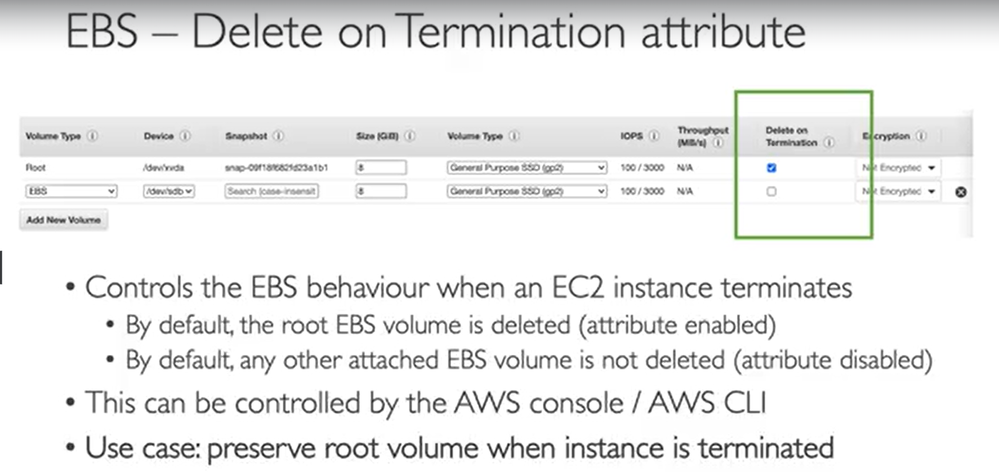 EBS – Delete on Termination attribute
Volume Type Device Snapshot Size (GiB) Volume Type IOPS Throughput (MB/s) Delete on Termination Encryption
Root /dev/xvda 8 General Purpose SSD (gp2) 100 / 3000 N/A Not Encrypted
EBS /dev/sdb Search (case-insensit 8 General Purpose SSD (gp2) 100 / 3000 N/A Not Encrypted
Add New Volume
• Controls the EBS behaviour when an EC2 instance terminates
• By default, the root EBS volume is deleted (attribute enabled)
• By default, any other attached EBS volume is not deleted (attribute disabled)
• This can be controlled by the AWS console / AWS CLI
• Use case: preserve root volume when instance is terminated